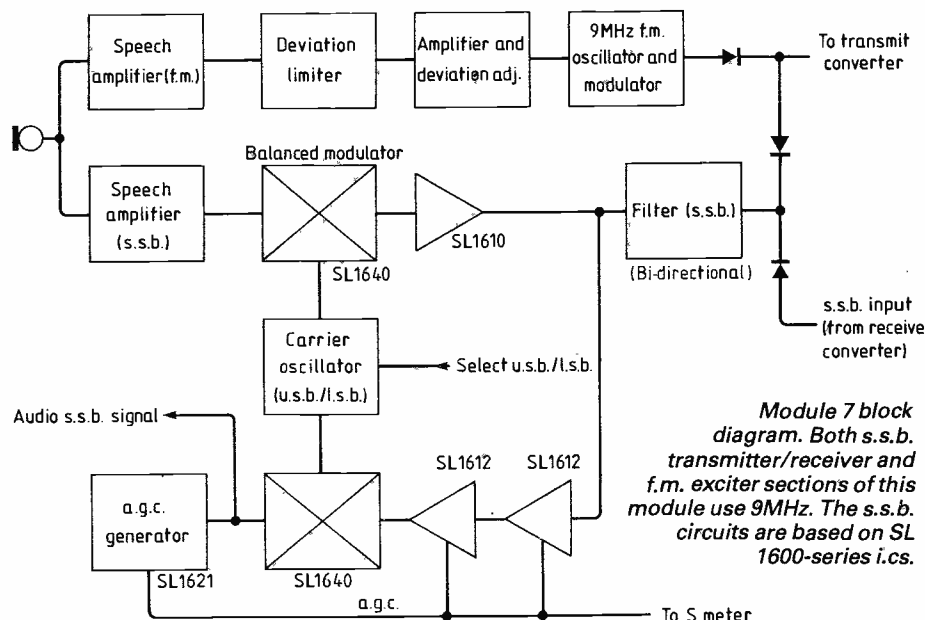 Speech
amplifier(f.m.)
Deviation
limiter
Amplifier and
deviation adj.
9MHz f.m.
oscillator and
modulator
To transmit
converter
Balanced modulator
Speech
amplifier
(s.s.b.)
SL1640
SL1610
Filter (s.s.b.)
(Bi-directional)
s.s.b. input
(from receive
converter)
Carrier
oscillator
(u.s.b./l.s.b.)
Select u.s.b./l.s.b.
Audio s.s.b. signal
a.g.c.
generator
SL1621
SL1640
SL1612
SL1612
a.g.c.
To S meter
Module 7 block
diagram. Both s.s.b.
transmitter/receiver and
f.m. exciter sections of this
module use 9MHz. The s.s.b.
circuits are based on SL
1600-series i.cs.